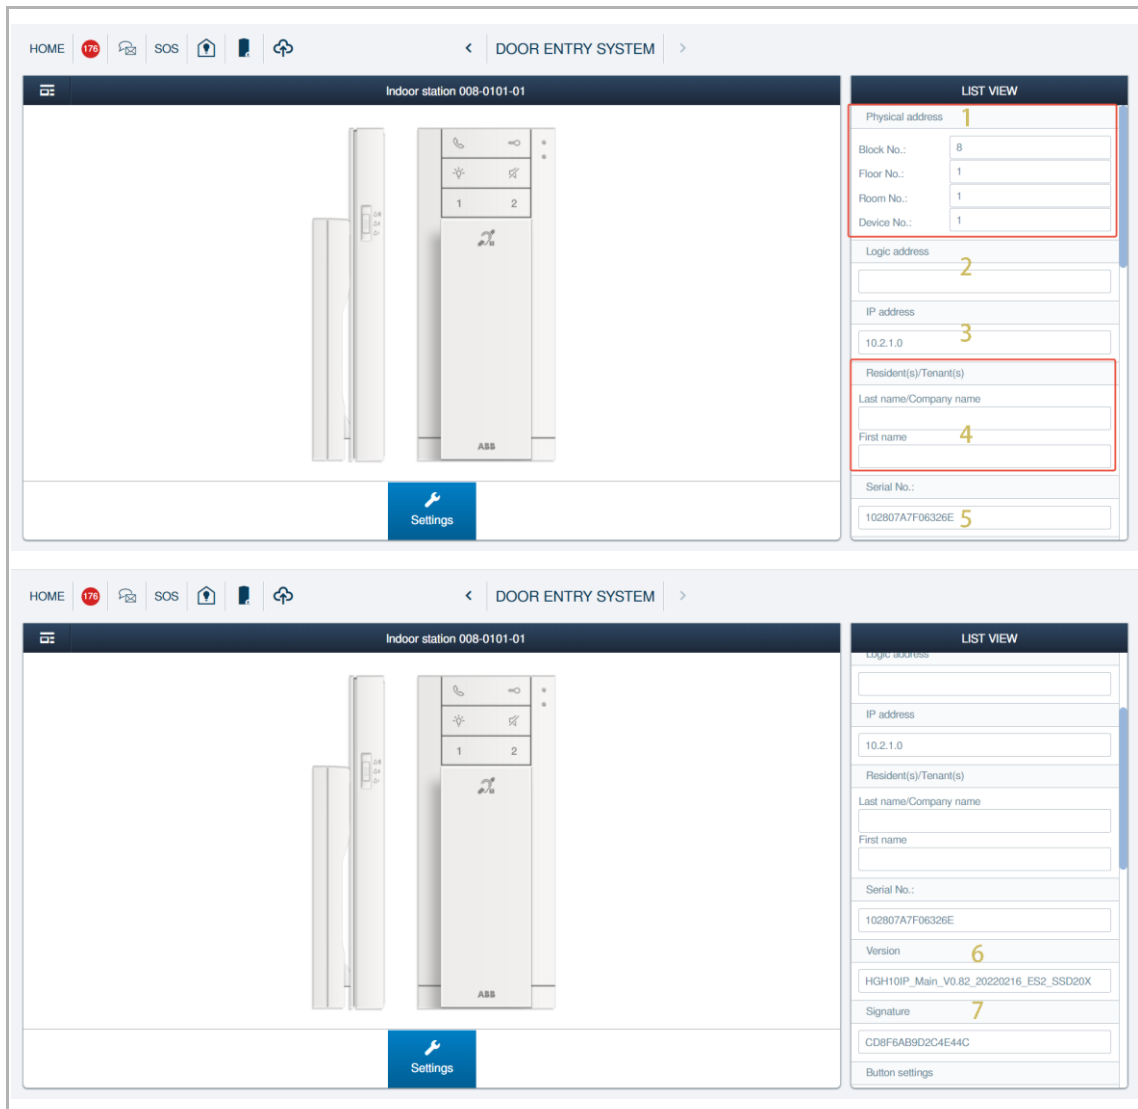 HOME 176 SOS DOOR ENTRY SYSTEM
Indoor station 008-0101-01
1 2
ABB
Settings
LIST VIEW
Physical address 1
Block No.: 8
Floor No.: 1
Room No.: 1
Device No.: 1
Logic address
2
IP address
3
10.2.1.0
Resident(s)/Tenant(s)
Last name/Company name
First name 4
Serial No.:
102807A7F06326E 5
HOME 176 SOS DOOR ENTRY SYSTEM
Indoor station 008-0101-01
1 2
ABB
Settings
LIST VIEW
Logic address
IP address
10.2.1.0
Resident(s)/Tenant(s)
Last name/Company name
First name
Serial No.:
102807A7F06326E
Version 6
HGH10IP_Main_V0.82_20220216_ES2_SSD20X
Signature 7
CD8F6AB9D2C4E44C
Button settings